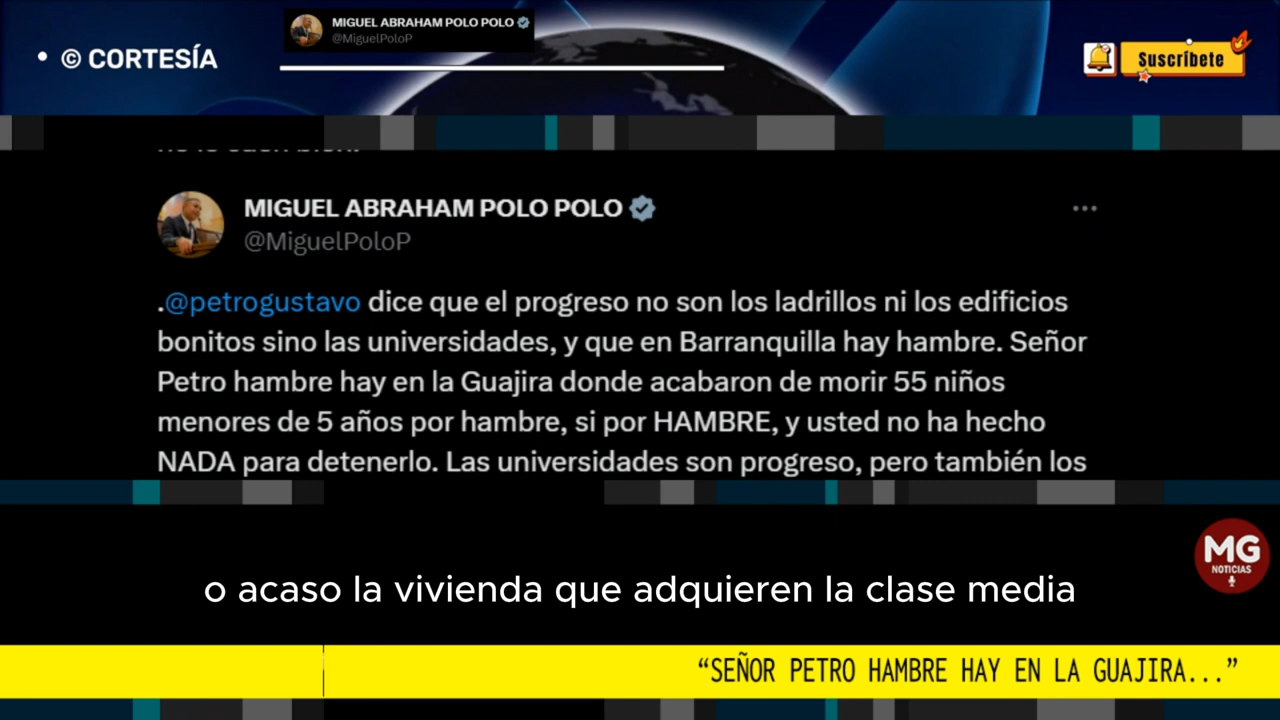 MIGUEL ABRAHAM POLO POLO
@MiguelPoloP
• © CORTESÍA
Suscríbete
MIGUEL ABRAHAM POLO POLO
@MiguelPoloP
.@petrogustavo dice que el progreso no son los ladrillos ni los edificios
bonitos sino las universidades, y que en Barranquilla hay hambre. Señor
Petro hambre hay en la Guajira donde acabaron de morir 55 niños
menores de 5 años por hambre, si por HAMBRE, y usted no ha hecho
NADA para detenerlo. Las universidades son progreso, pero también los
MG
NOTICIAS
o acaso la vivienda que adquieren la clase media
“SEÑOR PETRO HAMBRE HAY EN LA GUAJIRA...”